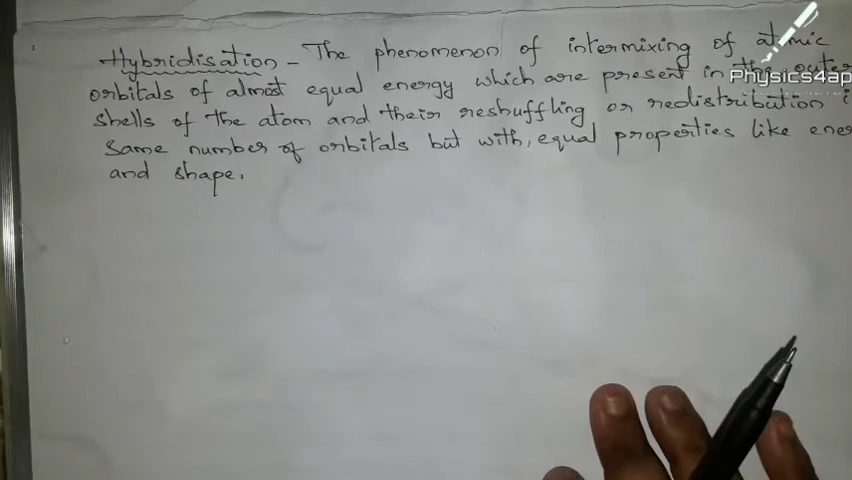 Hybridisation - The phenomenon of intermixing of atomic
orbitals of almost equal energy which are present in the outer
shells of the atom and their reshuffling or redistribution i
same number of orbitals but with, equal properties like ener
and shape.
Physics4ap